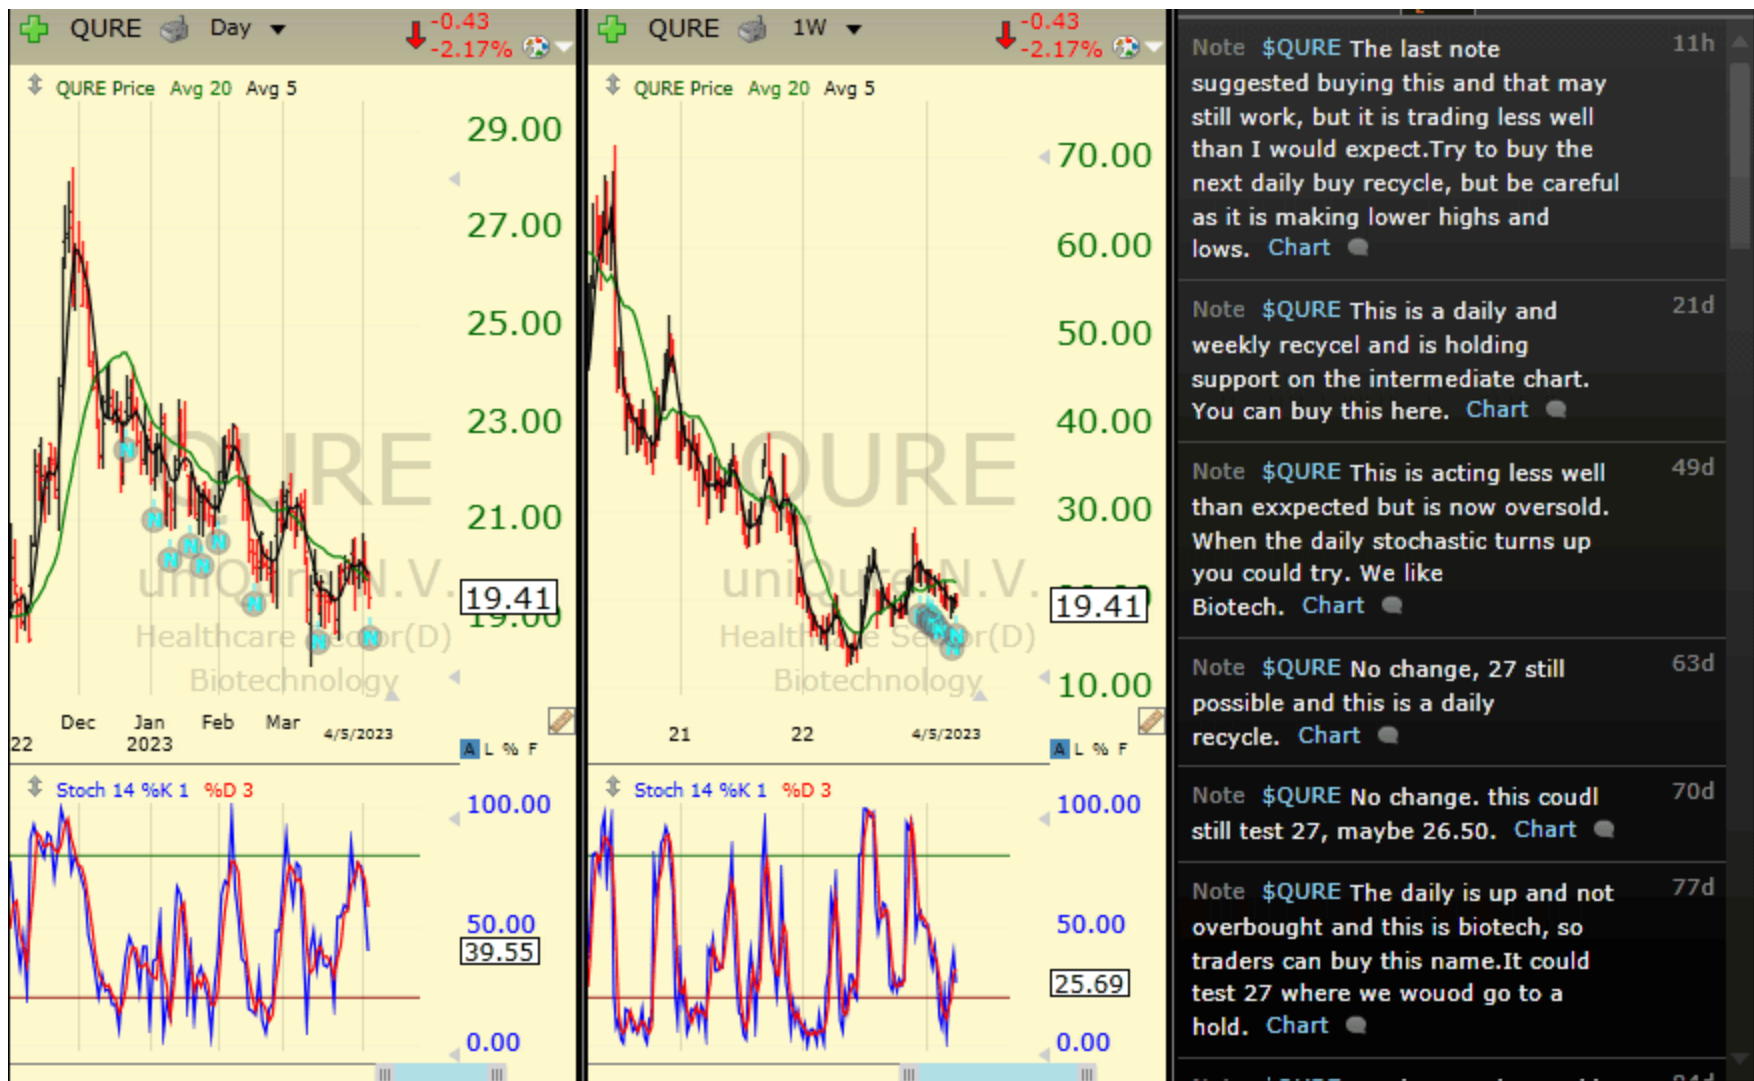 QURE Day
-0.43
-2.17%
QURE Price Avg 20 Avg 5
29.00
27.00
25.00
23.00
21.00
19.41
19.00
QURE
uniQure N.V.
Healthcare Sector(D)
Biotechnology
Dec Jan Feb Mar 4/5/2023
22 2023
A L % F
Stoch 14 %K 1 %D 3
100.00
50.00
39.55
0.00
QURE 1W
-0.43
-2.17%
QURE Price Avg 20 Avg 5
70.00
60.00
50.00
40.00
30.00
19.41
10.00
QURE
uniQure N.V.
Healthcare Sector(D)
Biotechnology
21 22 4/5/2023
A L % F
Stoch 14 %K 1 %D 3
100.00
50.00
25.69
0.00
Note $QURE The last note 11h
suggested buying this and that may
still work, but it is trading less well
than I would expect.Try to buy the
next daily buy recycle, but be careful
as it is making lower highs and
lows. Chart
Note $QURE This is a daily and 21d
weekly recycel and is holding
support on the intermediate chart.
You can buy this here. Chart
Note $QURE This is acting less well 49d
than exxpected but is now oversold.
When the daily stochastic turns up
you could try. We like
Biotech. Chart
Note $QURE No change, 27 still 63d
possible and this is a daily
recycle. Chart
Note $QURE No change. this coudl 70d
still test 27, maybe 26.50. Chart
Note $QURE The daily is up and not 77d
overbought and this is biotech, so
traders can buy this name.It could
test 27 where we wouod go to a
hold. Chart